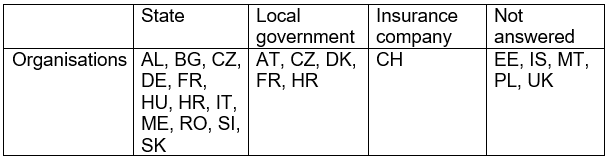 State
Local
government
Insurance
company
Not
answered
Organisations
AL, BG, CZ,
DE, FR,
HU, HR, IT,
ME, RO, SI,
SK
AT, CZ, DK,
FR, HR
CH
EE, IS, MT,
PL, UK